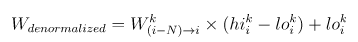 $W_{denormalized} = W^{k}_{(i-N)\rightarrow i} \times (hi^{k}_{i} - lo^{k}_{i}) + lo^{k}_{i}$